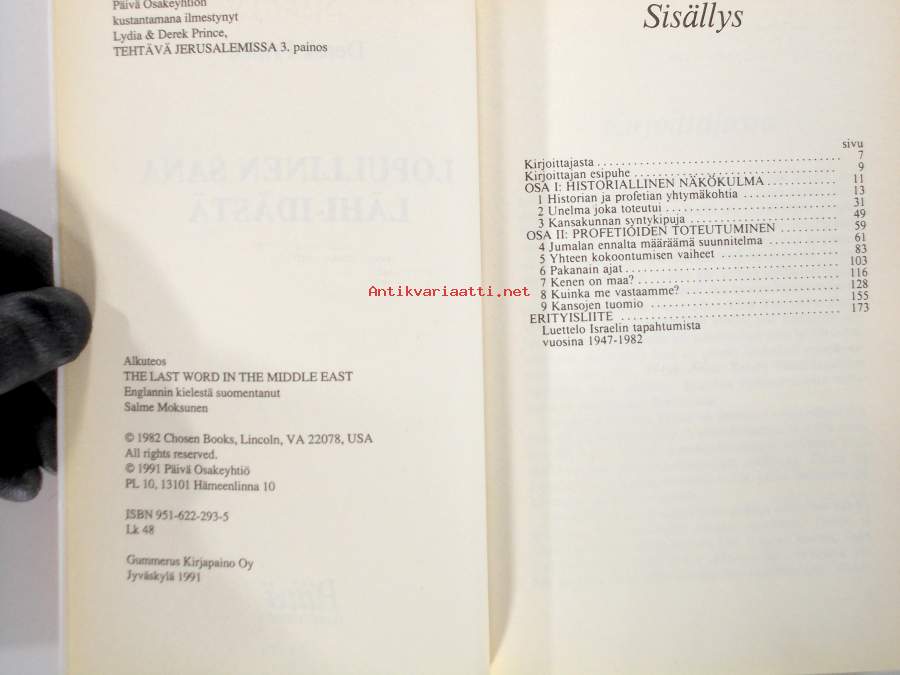 Päivä Osakeyhtiön
kustantamana ilmestynyt
Lydia & Derek Prince,
TEHTÄVÄ JERUSALEMISSA 3. painos
Alkuteos
THE LAST WORD IN THE MIDDLE EAST
Englannin kielestä suomentanut
Salme Moksunen
© 1982 Chosen Books, Lincoln, VA 22078, USA
All rights reserved.
© 1991 Päivä Osakeyhtiö
PL 10, 13101 Hämeenlinna 10
ISBN 951-622-293-5
Lk 48
Gummerus Kirjapaino Oy
Jyväskylä 1991
Sisällys
sivu
Kirjoittajasta 7
Kirjoittajan esipuhe 9
OSA I: HISTORIALLINEN NÄKÖKULMA 11
1 Historian ja profetian yhtymäkohtia 13
2 Unelma joka toteutui 31
3 Kansakunnan syntykipuja 49
OSA II: PROFETIOIDEN TOTEUTUMINEN 59
4 Jumalan ennalta määräämä suunnitelma 61
5 Yhteen kokoontumisen vaiheet 83
6 Pakanain ajat 103
7 Kenen on maa? 116
8 Kuinka me vastaamme? 128
9 Kansojen tuomio 155
ERITYISLIITE 173
Luettelo Israelin tapahtumista
vuosina 1947-1982
Antikvariaatti.net